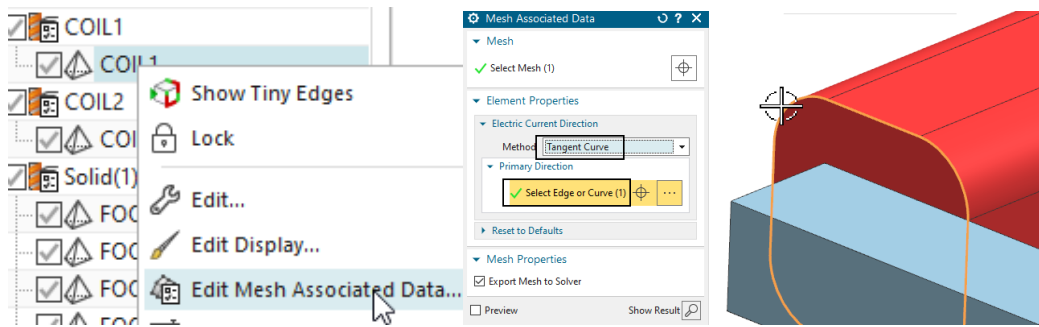 COIL1
COIL1
COIL2
COI
Solid(1)
FOC
FOC
FOC
FOC
Show Tiny Edges
Lock
Edit...
Edit Display...
Edit Mesh Associated Data...
Mesh Associated Data
Mesh
Select Mesh (1)
Element Properties
Electric Current Direction
Method Tangent Curve
Primary Direction
Select Edge or Curve (1)
Reset to Defaults
Mesh Properties
Export Mesh to Solver
Preview Show Result